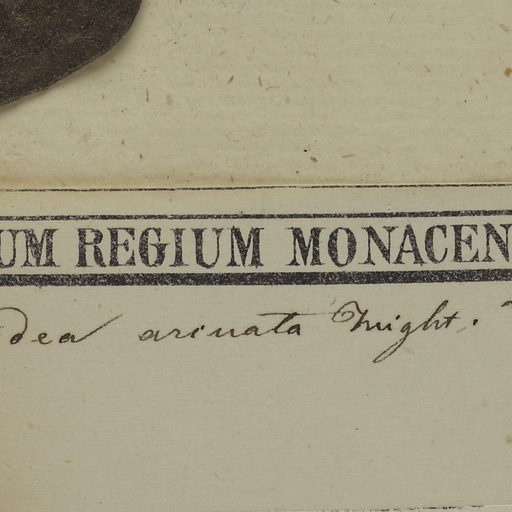 UM REGIUM MONACEN
dea arinata Wight.